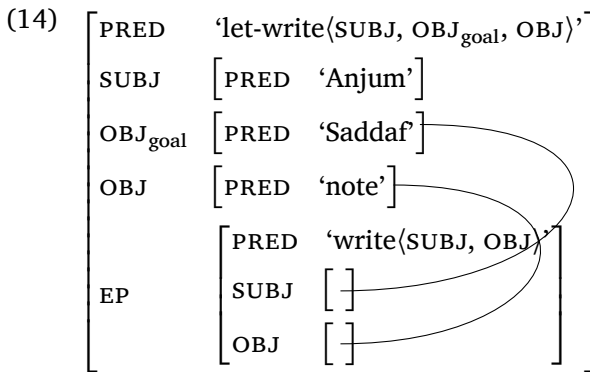 (14)
PRED ‘let-write⟨SUBJ, OBJgoal, OBJ⟩’
SUBJ [PRED ‘Anjum’]
OBJgoal [PRED ‘Saddaf’]
OBJ [PRED ‘note’]
PRED ‘write⟨SUBJ, OBJ⟩’
EP SUBJ [ ]
OBJ [ ]